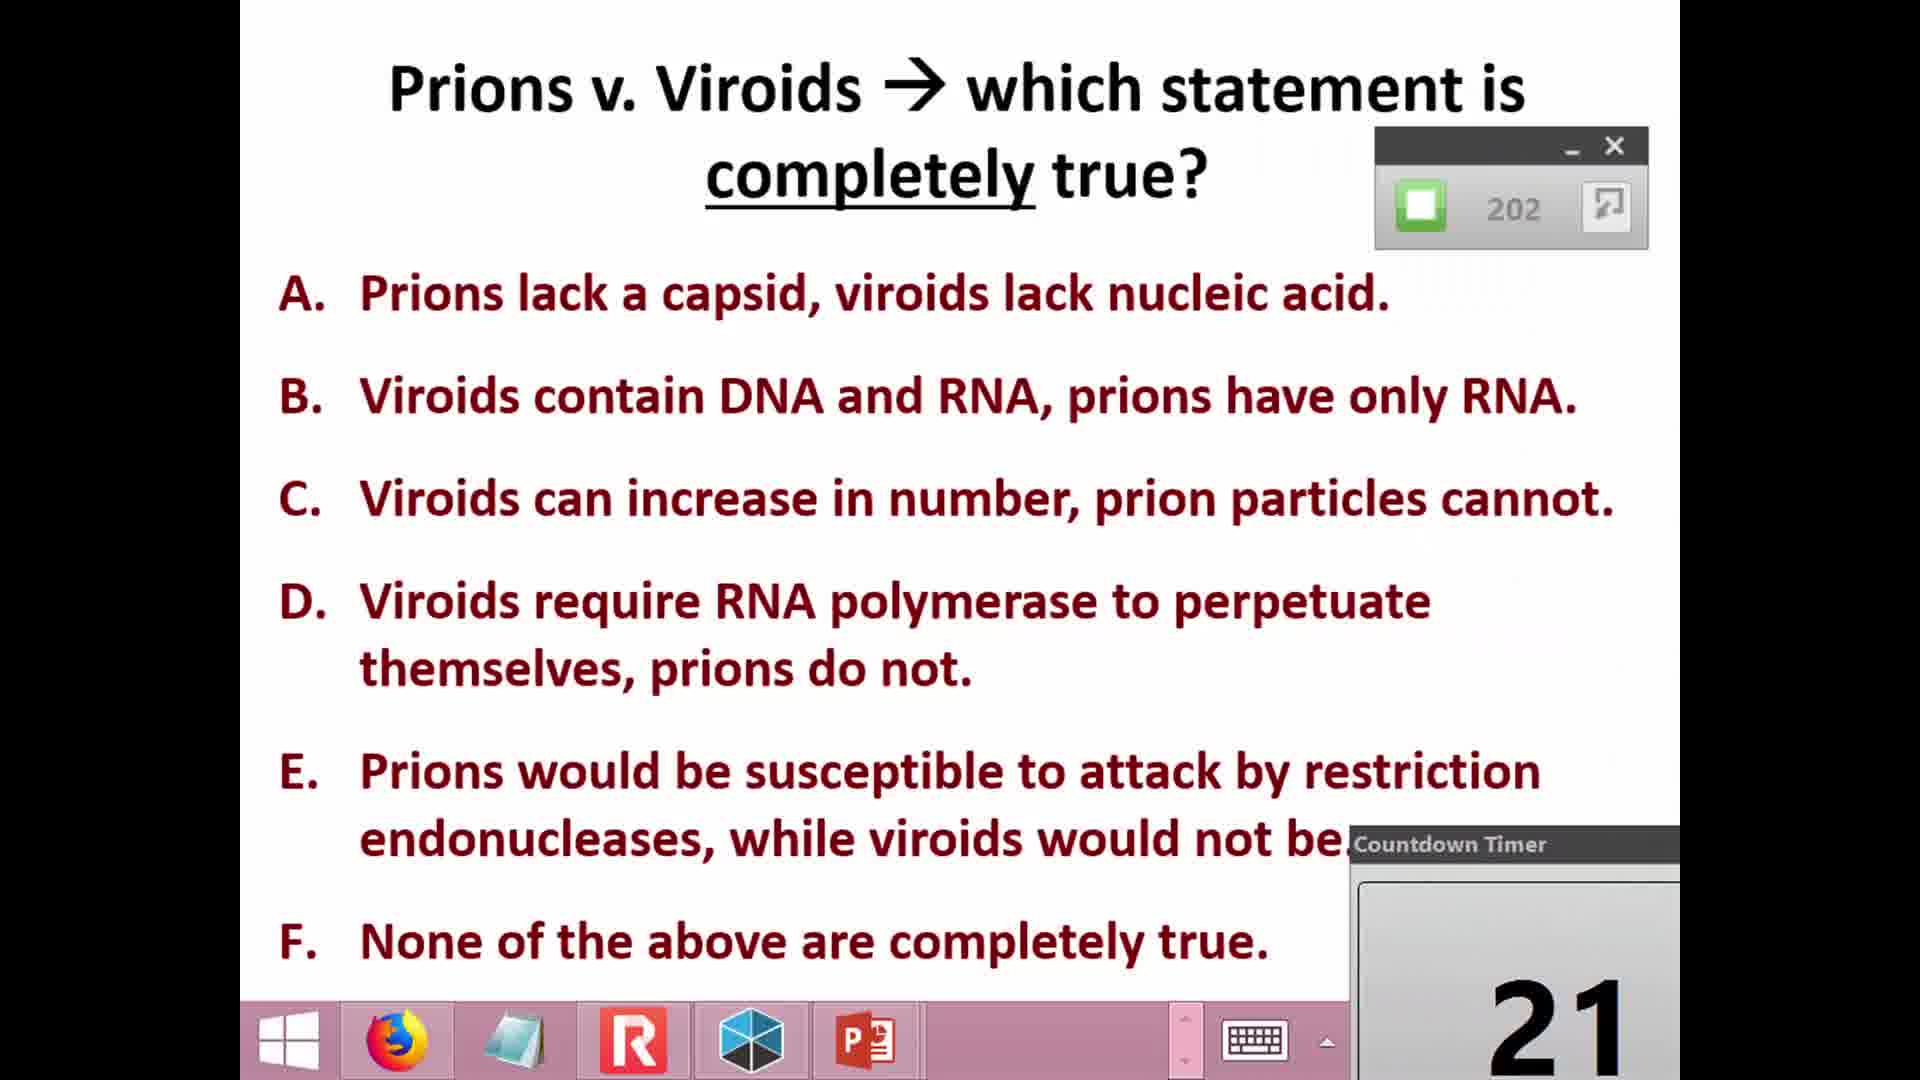 Prions v. Viroids → which statement is
completely true?
202
A. Prions lack a capsid, viroids lack nucleic acid.
B. Viroids contain DNA and RNA, prions have only RNA.
C. Viroids can increase in number, prion particles cannot.
D. Viroids require RNA polymerase to perpetuate
themselves, prions do not.
E. Prions would be susceptible to attack by restriction
endonucleases, while viroids would not be.
Countdown Timer
F. None of the above are completely true.
21
R
P